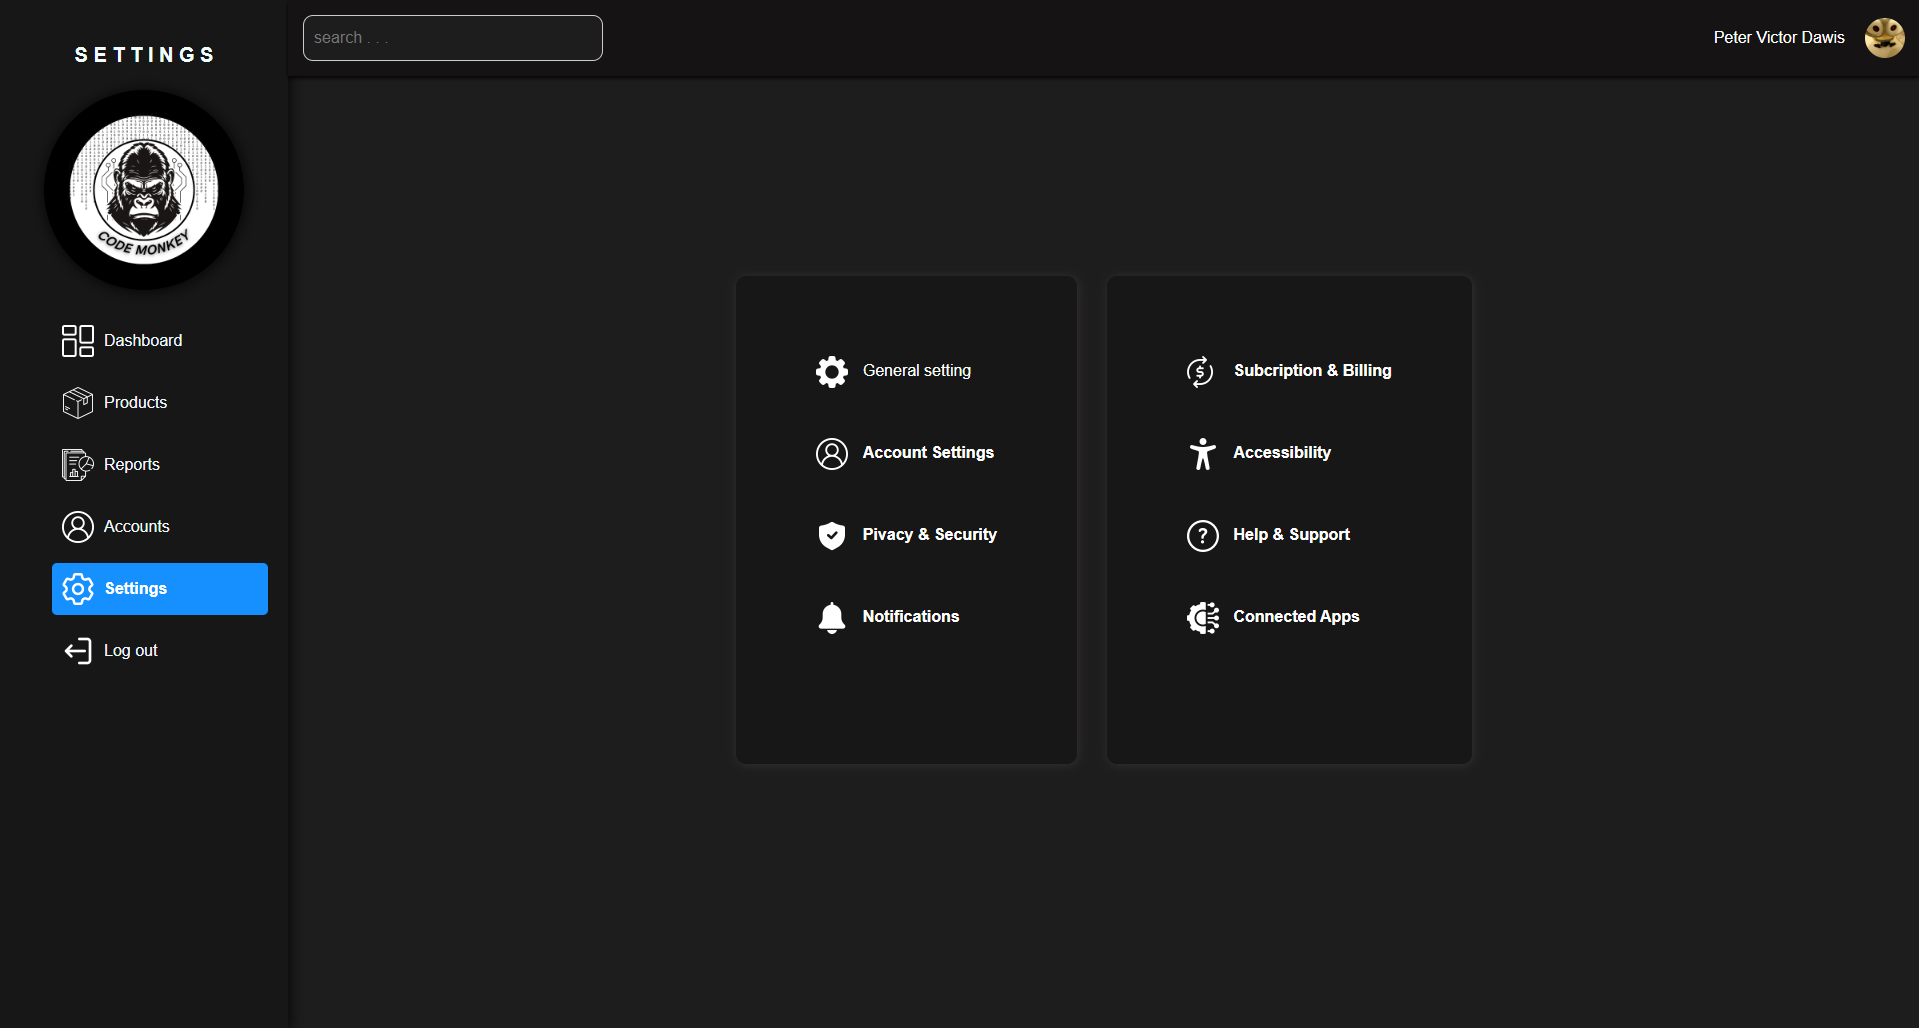 SETTINGS
CODE MONKEY
Dashboard
Products
Reports
Accounts
Settings
Log out
search . . .
Peter Victor Dawis
General setting
Account Settings
Pivacy & Security
Notifications
Subcription & Billing
Accessibility
Help & Support
Connected Apps